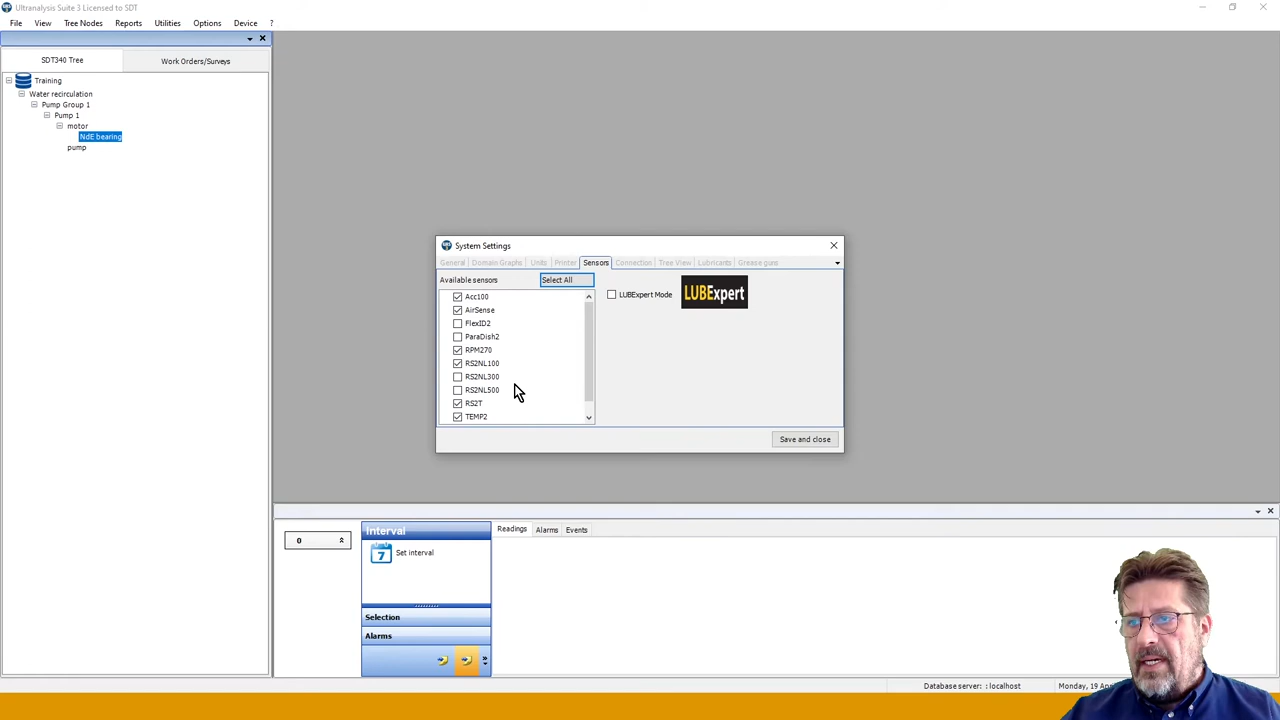 Ultranalysis Suite 3 Licensed to SDT
File View Tree Nodes Reports Utilities Options Device ?
SDT340 Tree
Work Orders/Surveys
Training
Water recirculation
Pump Group 1
Pump 1
motor
NdE bearing
pump
System Settings
General Domain Graphs Units Printer Sensors Connection Tree View Lubricants Grease guns
Available sensors
Select All
Acc100
AirSense
FlexID2
ParaDish2
RPM270
RS2NL100
RS2NL300
RS2NL500
RS2T
TEMP2
LUBExpert Mode
LUBExpert
Save and close
0
Interval
7
Set interval
Selection
Alarms
Readings Alarms Events
Database server: : localhost
Monday, 19